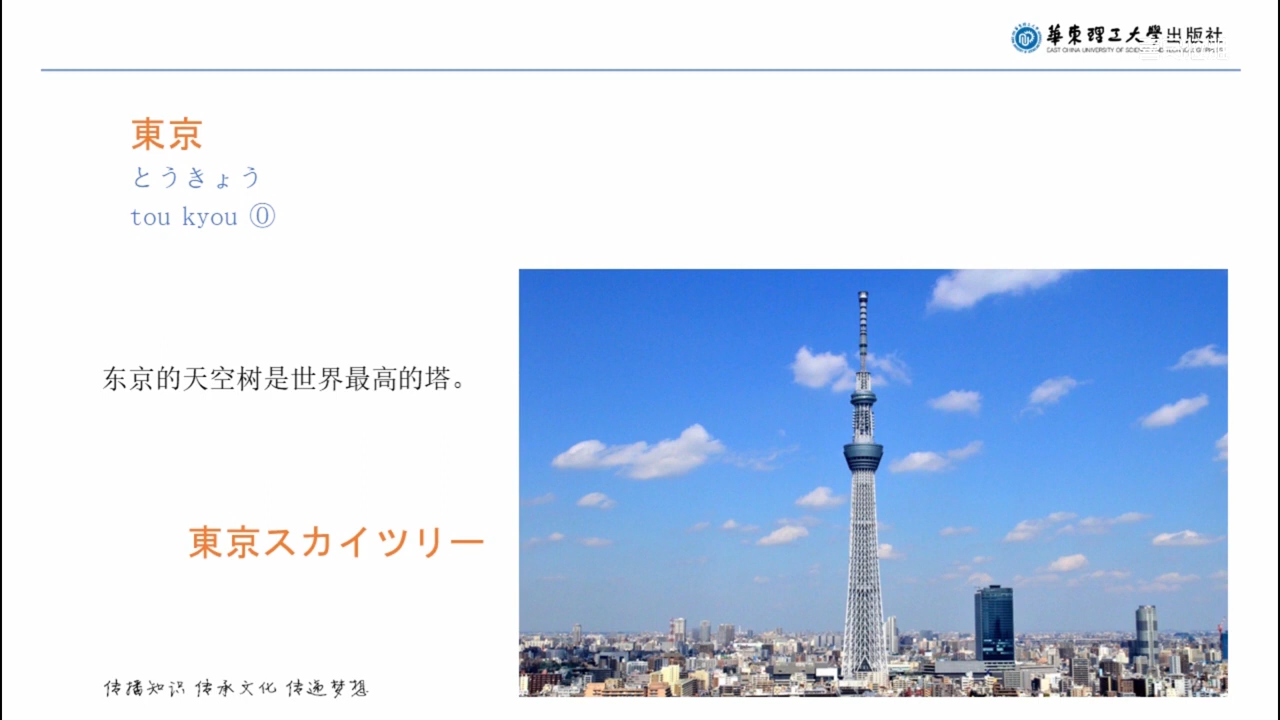 華東理工大學出版社
東京
とうきょう
tou kyou ⓪
东京的天空树是世界最高的塔。
東京スカイツリー
传播知识 传承文化 传递梦想